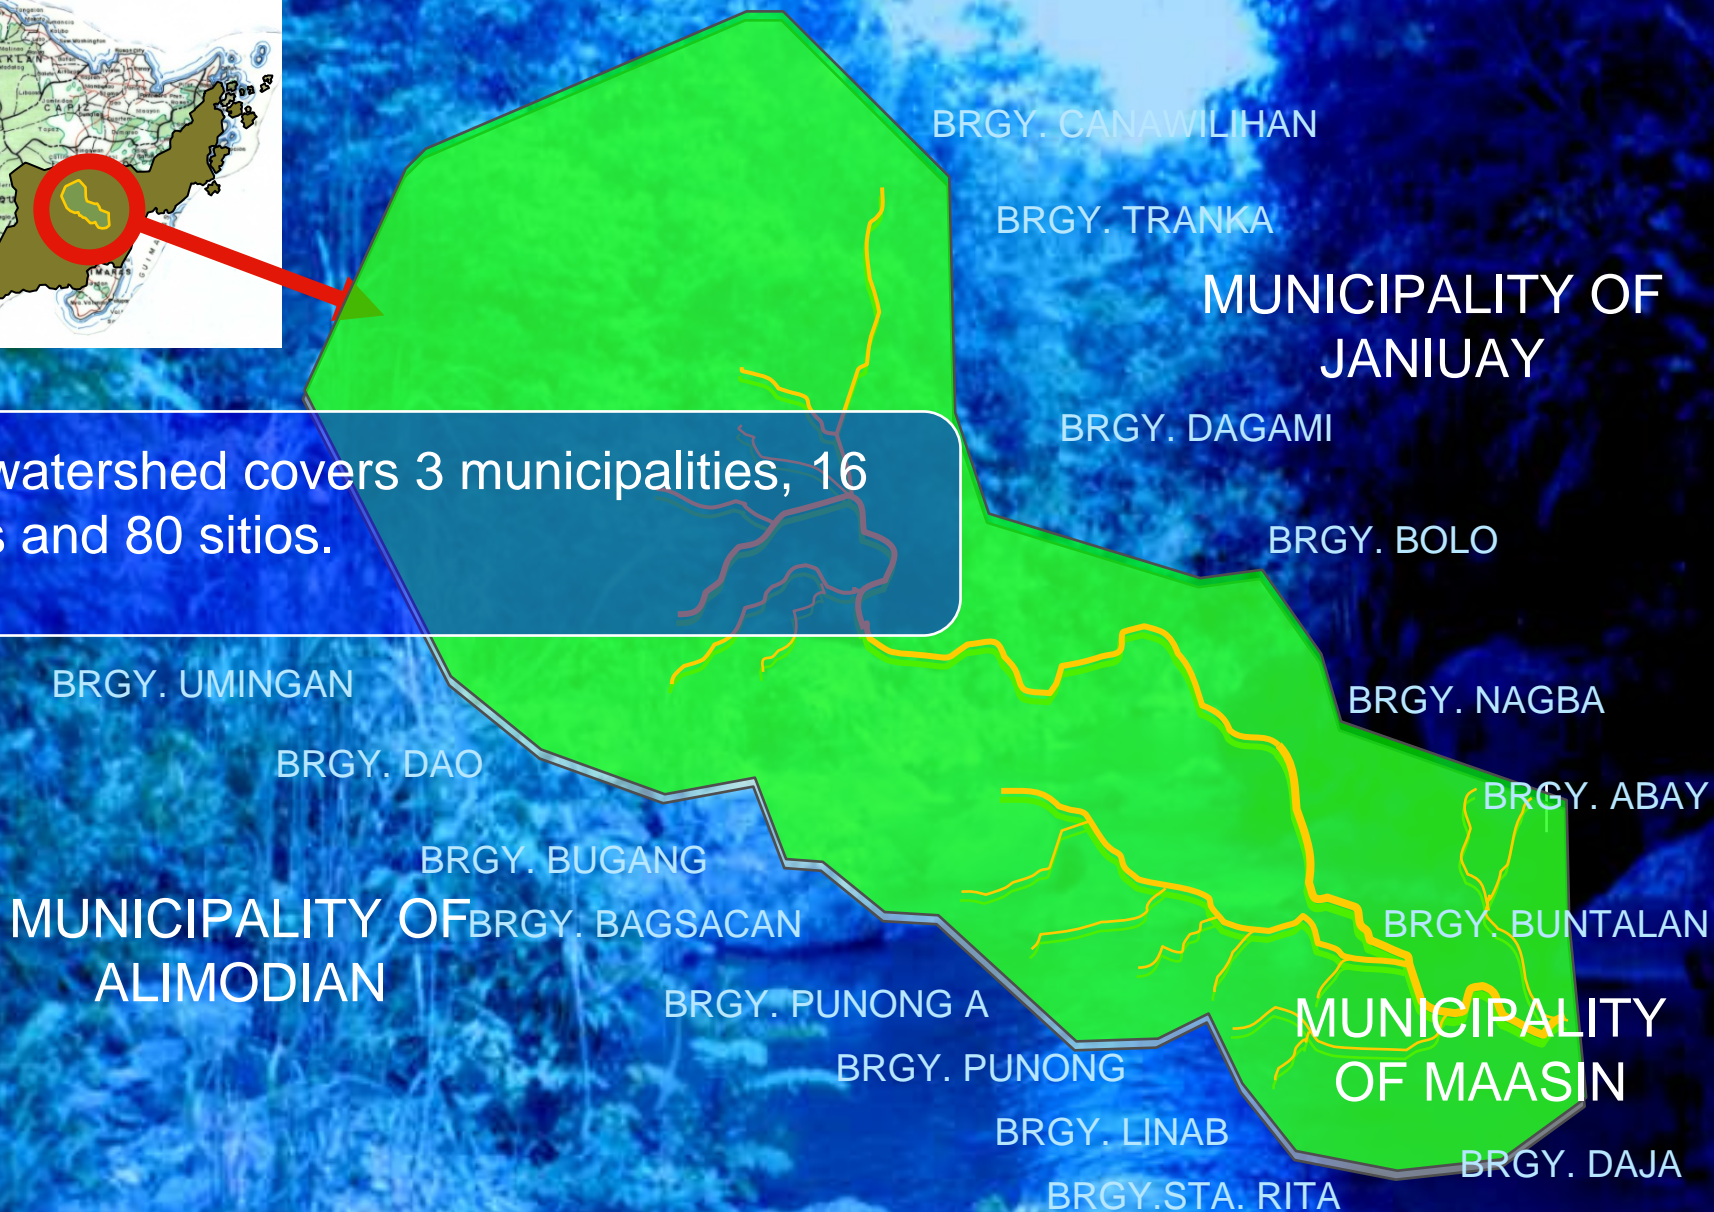 AKLAN
CAPIZ
BRGY. CANAWILIHAN
BRGY. TRANKA
MUNICIPALITY OF
JANIUAY
BRGY. DAGAMI
watershed covers 3 municipalities, 16
s and 80 sitios.
BRGY. BOLO
BRGY. UMINGAN
BRGY. NAGBA
BRGY. DAO
BRGY. ABAY
BRGY. BUGANG
MUNICIPALITY OF
ALIMODIAN
BRGY. BAGSACAN
BRGY. BUNTALAN
BRGY. PUNONG A
MUNICIPALITY
OF MAASIN
BRGY. PUNONG
BRGY. LINAB
BRGY. DAJA
BRGY.STA. RITA